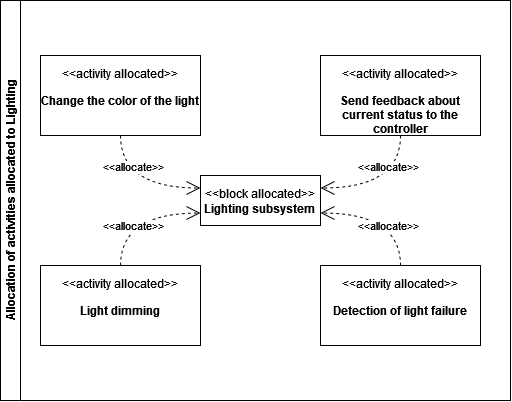 Allocation of activities allocated to Lighting
<<activity allocated>>
Change the color of the light
<<activity allocated>>
Send feedback about
current status to the
controller
<<allocate>>
<<allocate>>
<<block allocated>>
Lighting subsystem
<<allocate>>
<<allocate>>
<<activity allocated>>
Light dimming
<<activity allocated>>
Detection of light failure